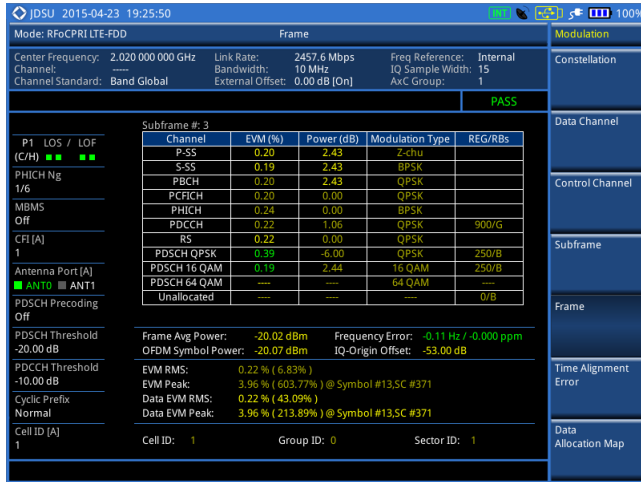 JDSU 2015-04-23 19:25:50 INT 100%
Mode: RFoCPRI LTE-FDD Frame Modulation
Center Frequency: 2.020 000 000 GHz Link Rate: 2457.6 Mbps Freq Reference: Internal
Channel: ----- Bandwidth: 10 MHz IQ Sample Width: 15
Channel Standard: Band Global External Offset: 0.00 dB [On] AxC Group: 1
Constellation
PASS
Data Channel
Control Channel
Subframe
Frame
Time Alignment
Error
Data
Allocation Map
P1 LOS / LOF
(C/H)
PHICH Ng
1/6
MBMS
Off
CFI [A]
1
Antenna Port [A]
ANT0 ANT1
PDSCH Precoding
Off
PDSCH Threshold
-20.00 dB
PDCCH Threshold
-10.00 dB
Cyclic Prefix
Normal
Cell ID [A]
1
Subframe #: 3
Channel EVM (%) Power (dB) Modulation Type REG/RBs
P-SS 0.20 2.43 Z-chu
S-SS 0.19 2.43 BPSK
PBCH 0.20 2.43 QPSK
PCFICH 0.20 0.00 QPSK
PHICH 0.24 0.00 BPSK
PDCCH 0.22 1.06 QPSK 900/G
RS 0.22 0.00 QPSK
PDSCH QPSK 0.39 -6.00 QPSK 250/B
PDSCH 16 QAM 0.19 2.44 16 QAM 250/B
PDSCH 64 QAM ---- ---- 64 QAM ----
Unallocated ---- ---- ---- 0/B
Frame Avg Power: -20.02 dBm Frequency Error: -0.11 Hz / -0.000 ppm
OFDM Symbol Power: -20.07 dBm IQ-Origin Offset: -53.00 dB
EVM RMS: 0.22 % ( 6.83% )
EVM Peak: 3.96 % ( 603.77% ) @ Symbol #13,SC #371
Data EVM RMS: 0.22 % ( 43.09% )
Data EVM Peak: 3.96 % ( 213.89% ) @ Symbol #13,SC #371
Cell ID: 1 Group ID: 0 Sector ID: 1